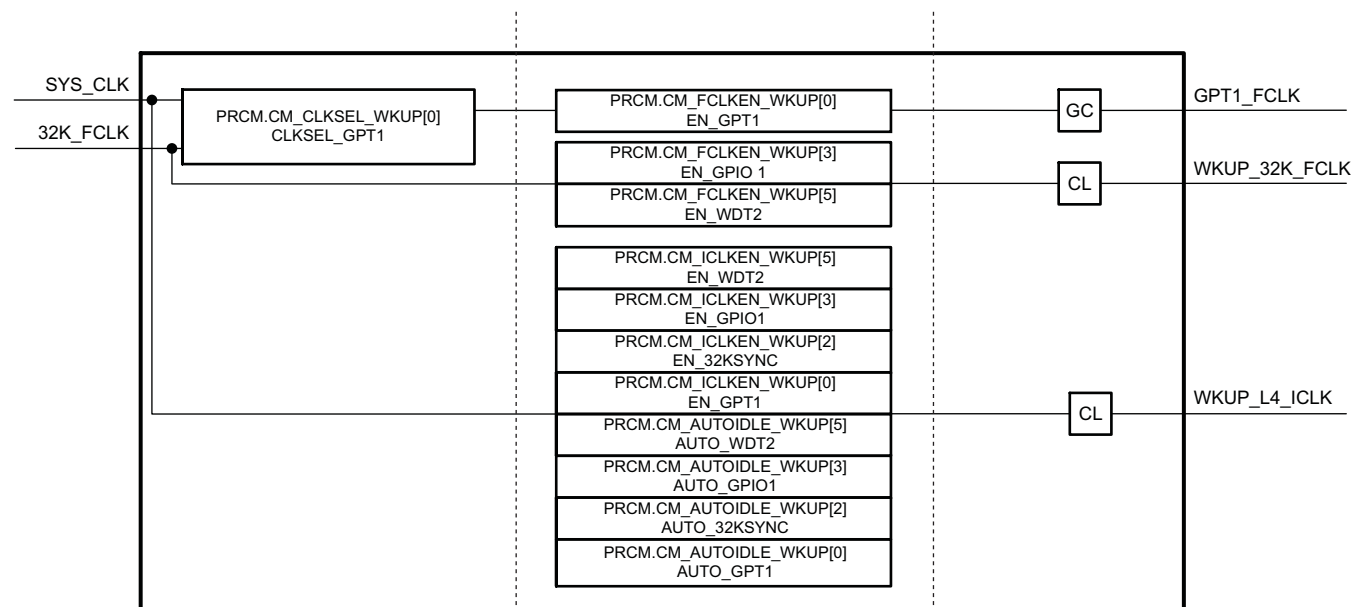 SYS_CLK
32K_FCLK
PRCM.CM_CLKSEL_WKUP[0]
CLKSEL_GPT1
PRCM.CM_FCLKEN_WKUP[0]
EN_GPT1
GC
GPT1_FCLK
PRCM.CM_FCLKEN_WKUP[3]
EN_GPIO 1
PRCM.CM_FCLKEN_WKUP[5]
EN_WDT2
CL
WKUP_32K_FCLK
PRCM.CM_ICLKEN_WKUP[5]
EN_WDT2
PRCM.CM_ICLKEN_WKUP[3]
EN_GPIO1
PRCM.CM_ICLKEN_WKUP[2]
EN_32KSYNC
PRCM.CM_ICLKEN_WKUP[0]
EN_GPT1
PRCM.CM_AUTOIDLE_WKUP[5]
AUTO_WDT2
PRCM.CM_AUTOIDLE_WKUP[3]
AUTO_GPIO1
PRCM.CM_AUTOIDLE_WKUP[2]
AUTO_32KSYNC
PRCM.CM_AUTOIDLE_WKUP[0]
AUTO_GPT1
CL
WKUP_L4_ICLK